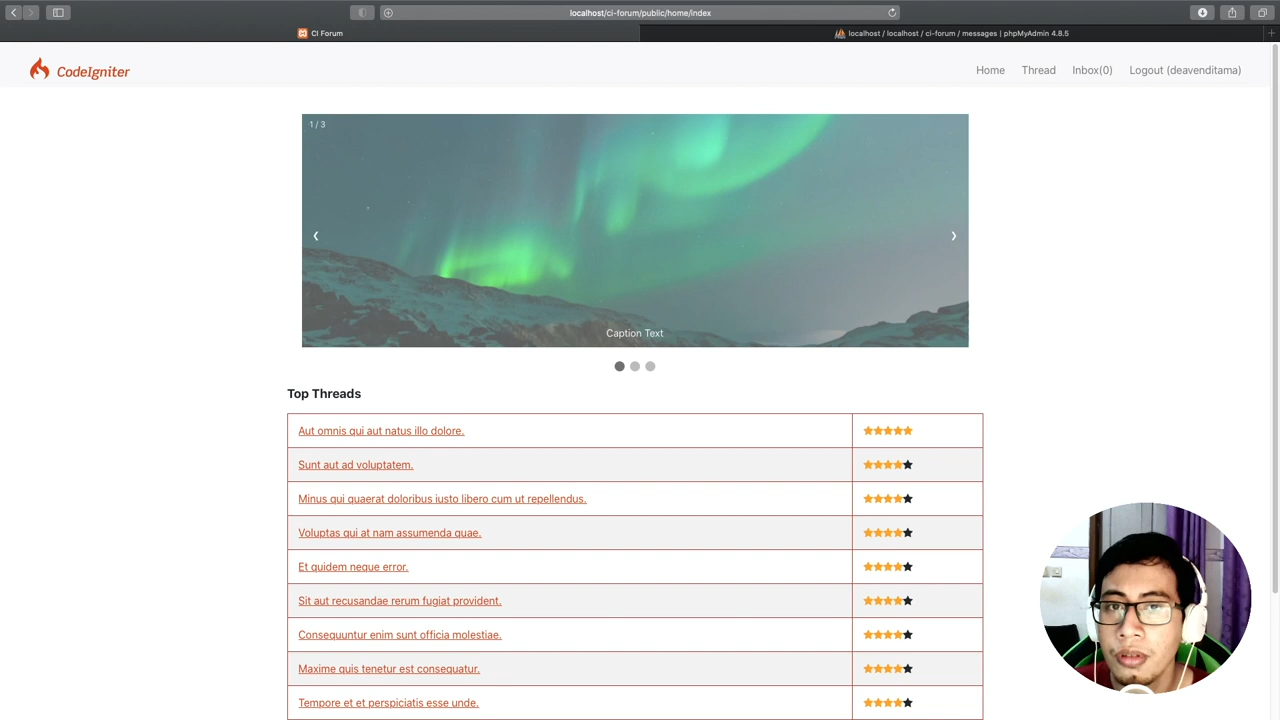 localhost/ci-forum/public/home/index
CI Forum
localhost / localhost / ci-forum / messages | phpMyAdmin 4.8.5
CodeIgniter
Home
Thread
Inbox(0)
Logout (deavenditama)
1 / 3
❮
❯
Caption Text
Top Threads
Aut omnis qui aut natus illo dolore.
Sunt aut ad voluptatem.
Minus qui quaerat doloribus iusto libero cum ut repellendus.
Voluptas qui at nam assumenda quae.
Et quidem neque error.
Sit aut recusandae rerum fugiat provident.
Consequuntur enim sunt officia molestiae.
Maxime quis tenetur est consequatur.
Tempore et et perspiciatis esse unde.